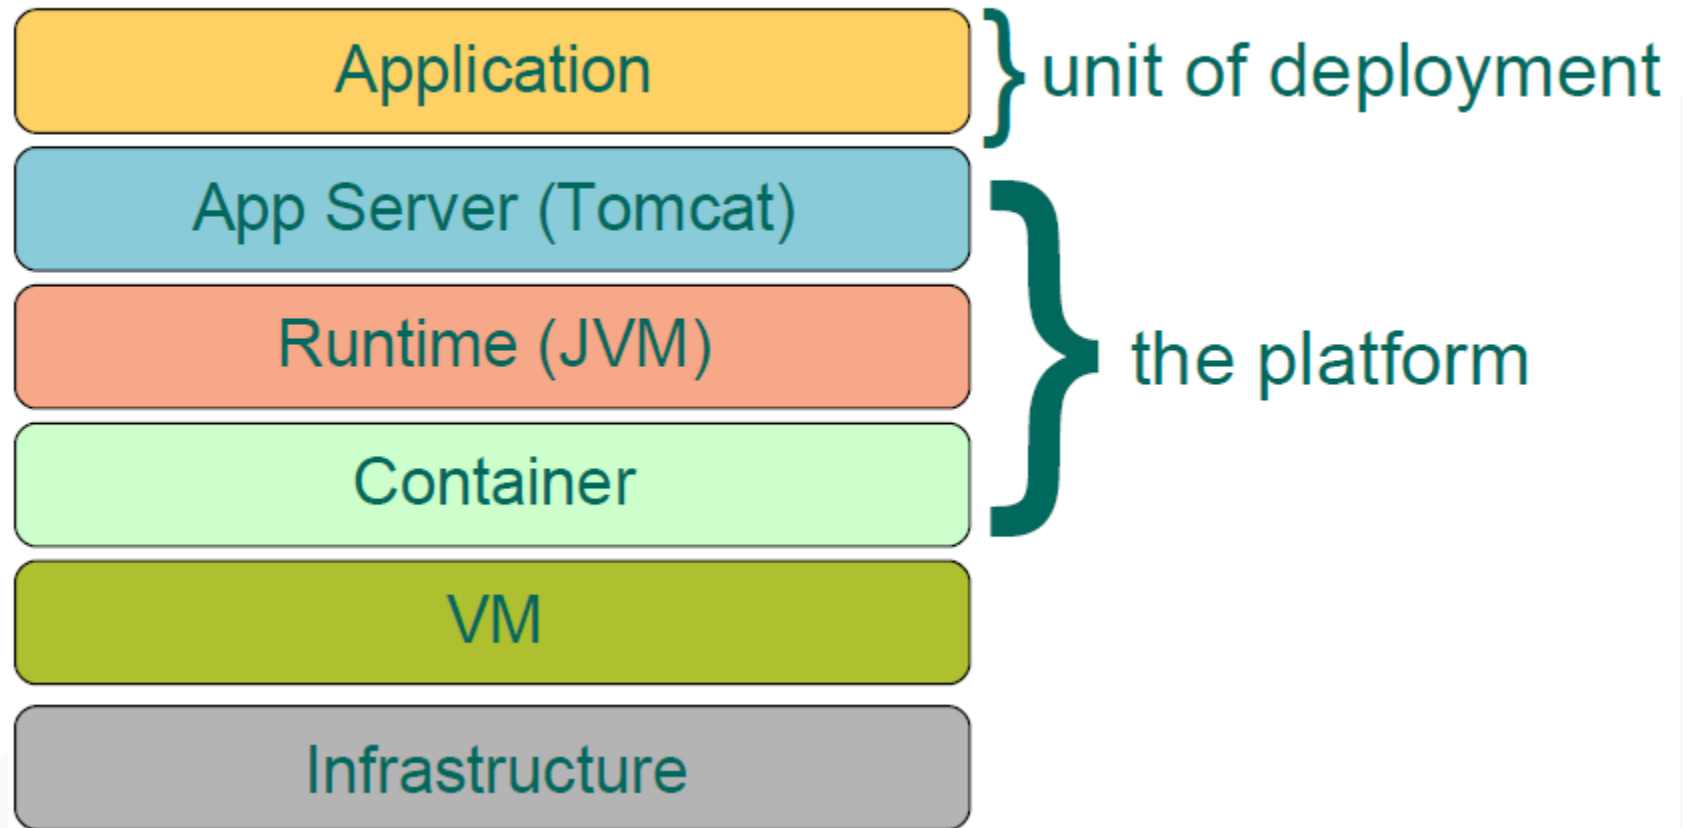 Application
unit of deployment
App Server (Tomcat)
Runtime (JVM)
the platform
Container
VM
Infrastructure